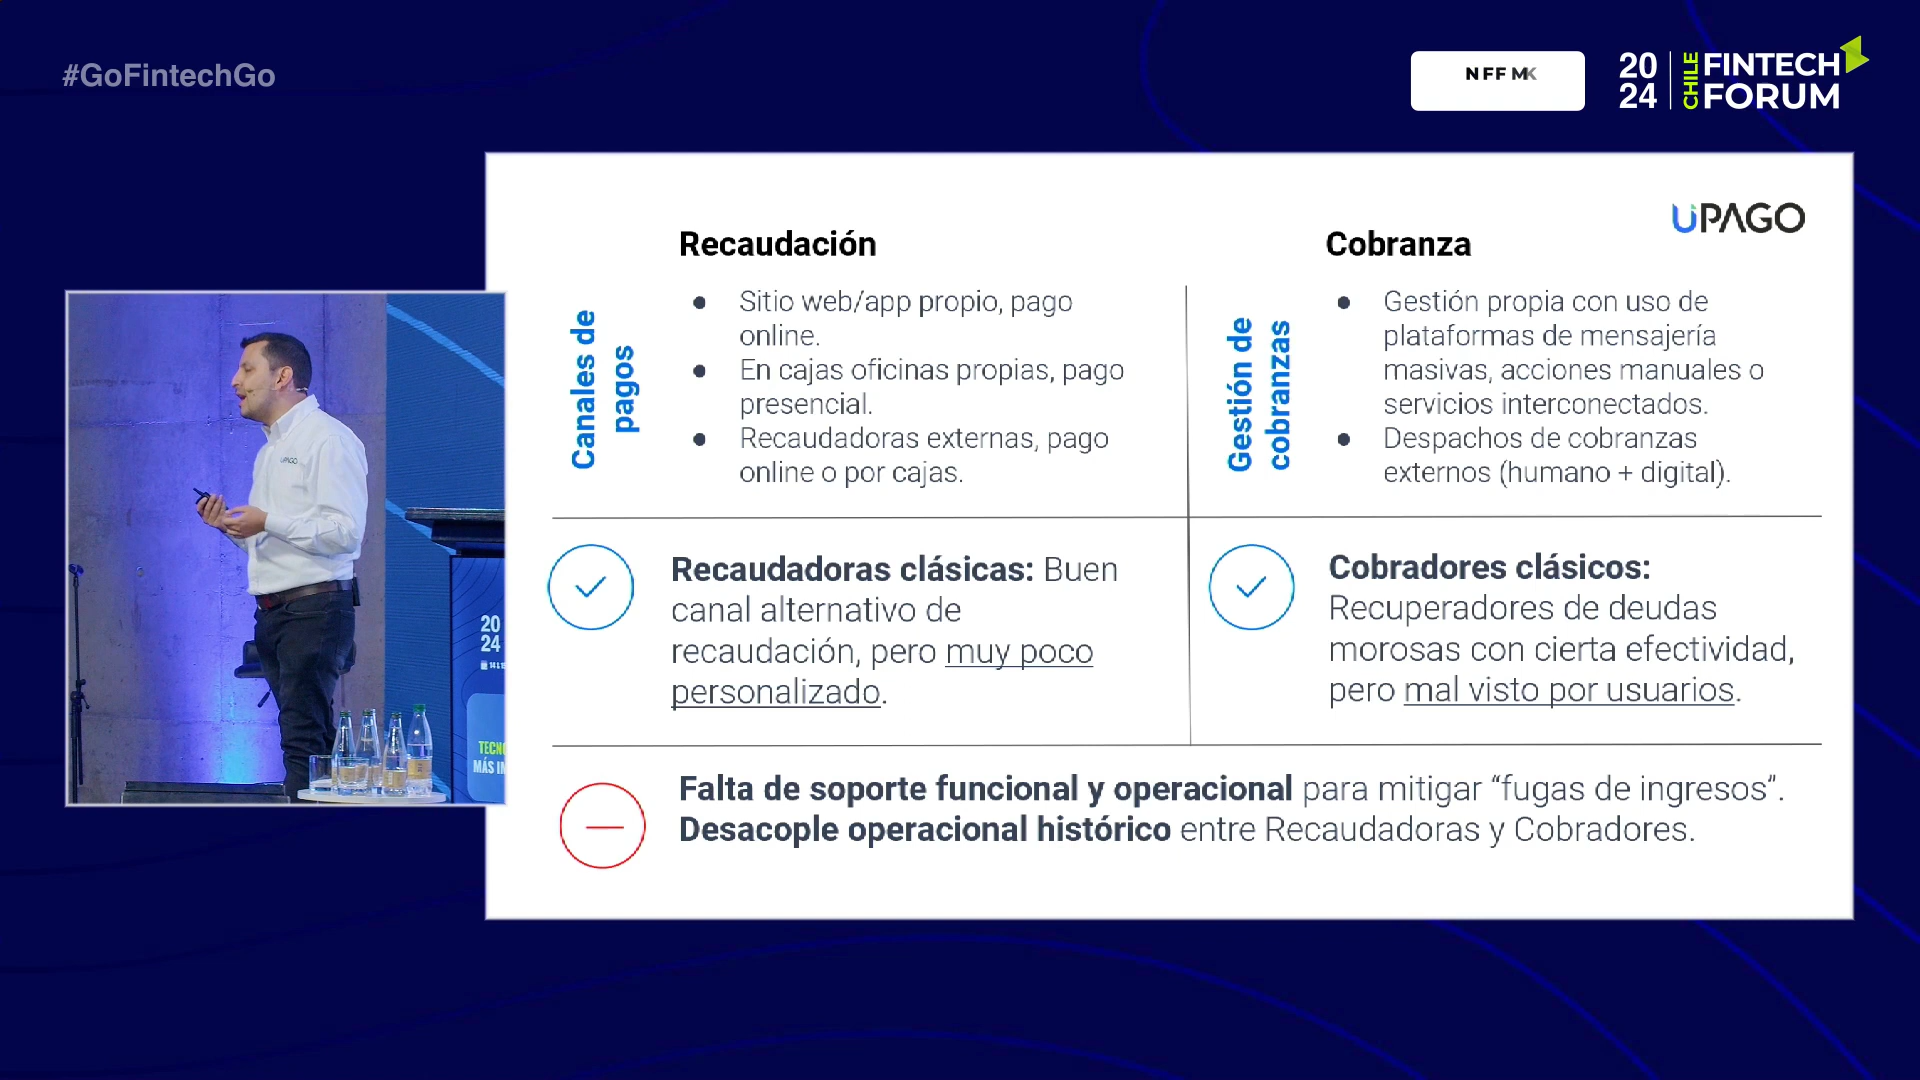 #GoFintechGo
NFFMK
20
24
CHILE
FINTECH
FORUM
UPAGO
Recaudación
Cobranza
Canales de
pagos
● Sitio web/app propio, pago
online.
● En cajas oficinas propias, pago
presencial.
● Recaudadoras externas, pago
online o por cajas.
Gestión de
cobranzas
● Gestión propia con uso de
plataformas de mensajería
masivas, acciones manuales o
servicios interconectados.
● Despachos de cobranzas
externos (humano + digital).
Recaudadoras clásicas: Buen
canal alternativo de
recaudación, pero muy poco
personalizado.
Cobradores clásicos:
Recuperadores de deudas
morosas con cierta efectividad,
pero mal visto por usuarios.
Falta de soporte funcional y operacional para mitigar “fugas de ingresos”.
Desacople operacional histórico entre Recaudadoras y Cobradores.
UPAGO
20
24
TECN
MÁS IN